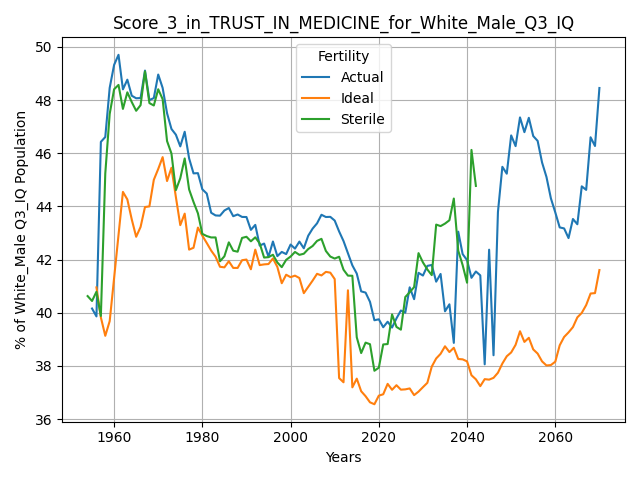 Score_3_in_TRUST_IN_MEDICINE_for_White_Male_Q3_IQ
Fertility
Actual
Ideal
Sterile
% of White_Male Q3_IQ Population
50
48
46
44
42
40
38
36
1960
1980
2000
2020
2040
2060
Years